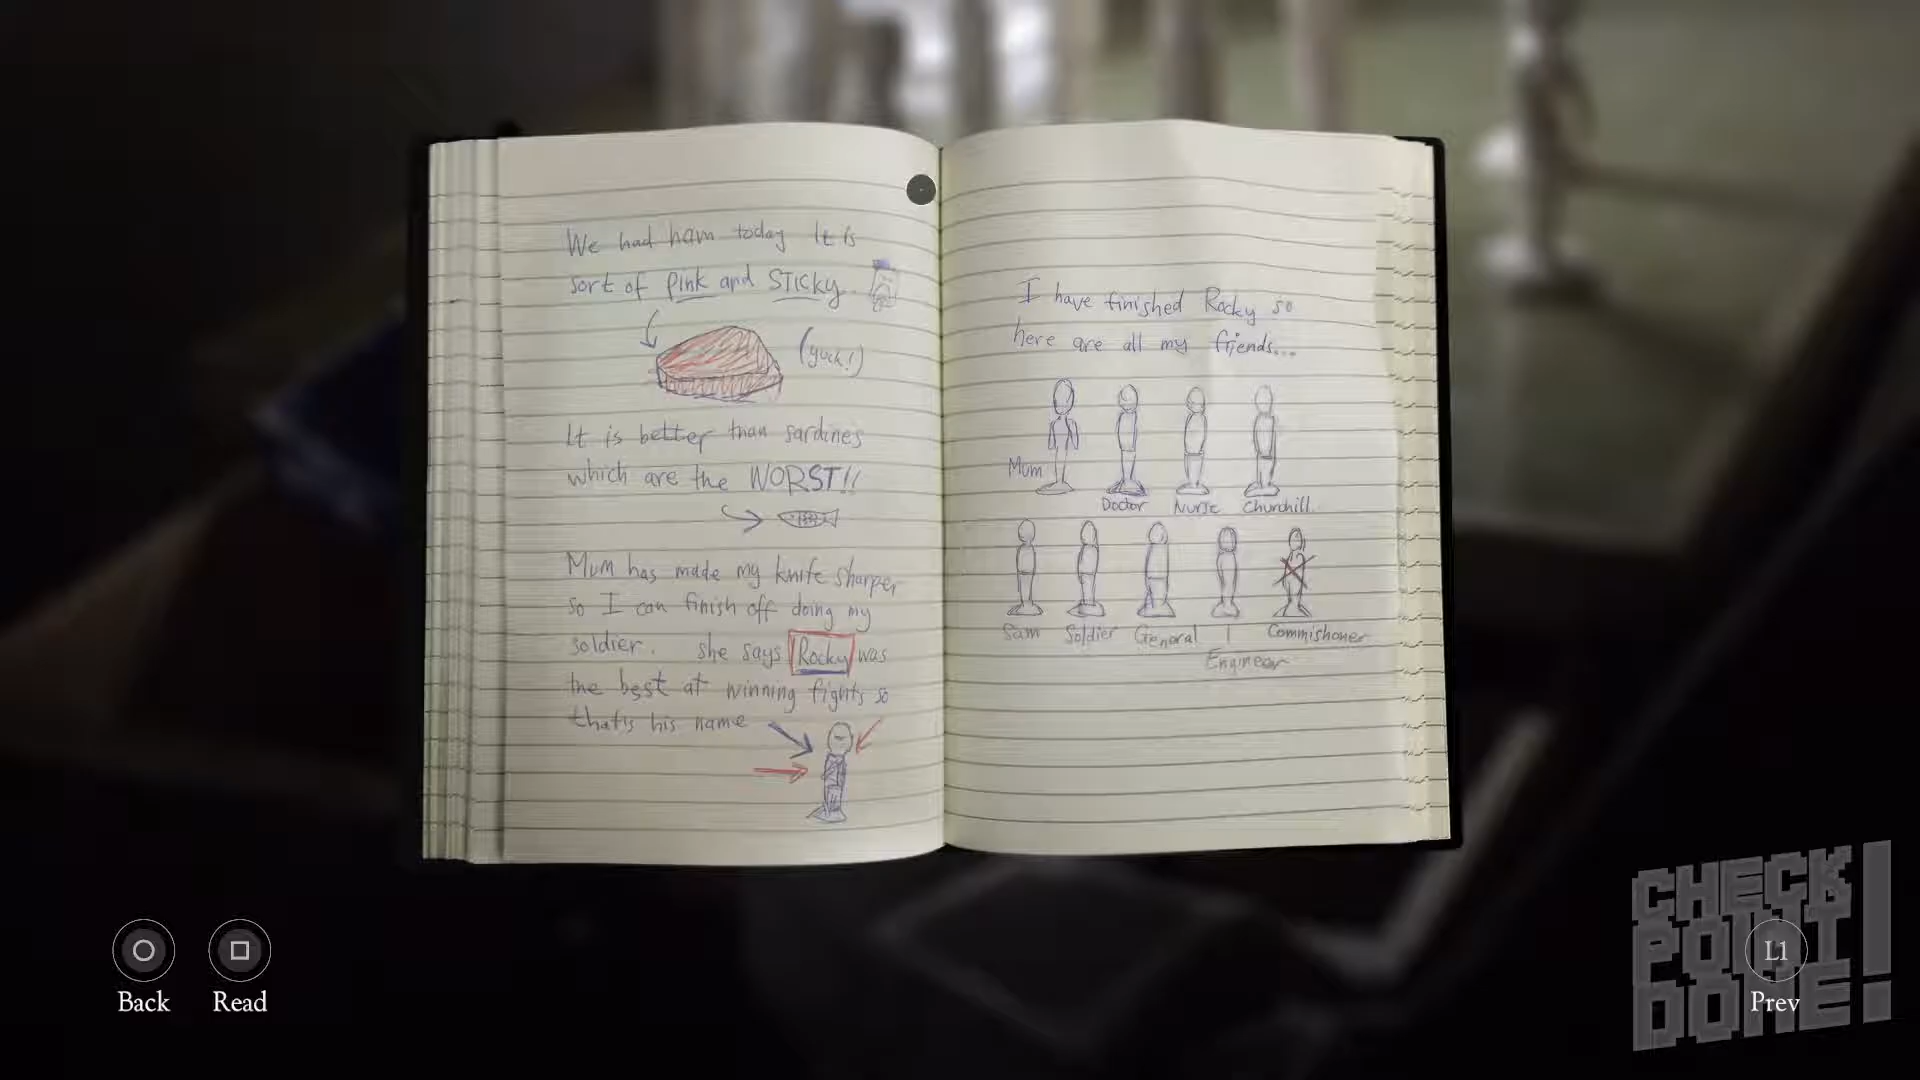 We had ham today It is
sort of PINK and STICKY.
(yuck!)
It is better than sardines
which are the WORST!!
Mum has made my knife sharper
so I can finish off doing my
soldier. she says Rocky was
the best at winning fights so
that's his name
I have finished Rocky so
here are all my friends...
Mum
Doctor Nurse Churchill
Sam Soldier General Commishoner
Engineer
Back Read
L1
Prev
CHECK
POINT
DONE!